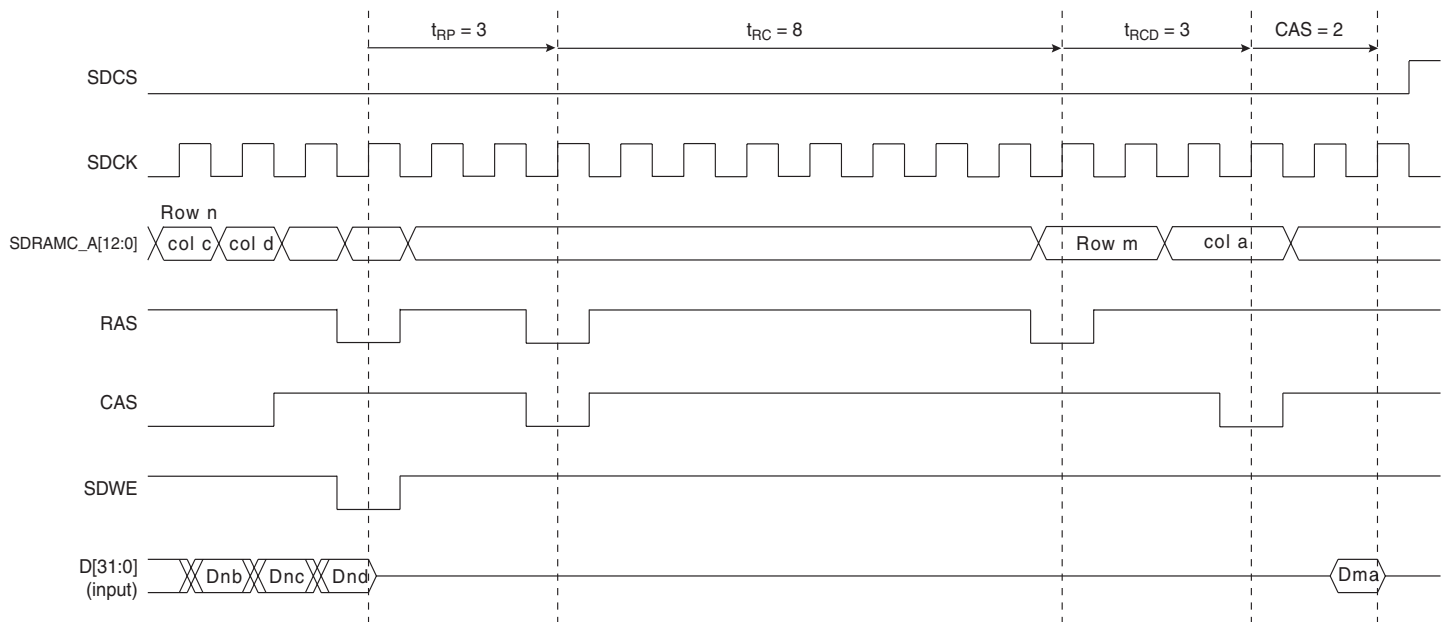 tRP = 3
tRC = 8
tRCD = 3
CAS = 2
SDCS
SDCK
Row n
SDRAMC_A[12:0]
col c
col d
Row m
col a
RAS
CAS
SDWE
D[31:0]
(input)
Dnb
Dnc
Dnd
Dma